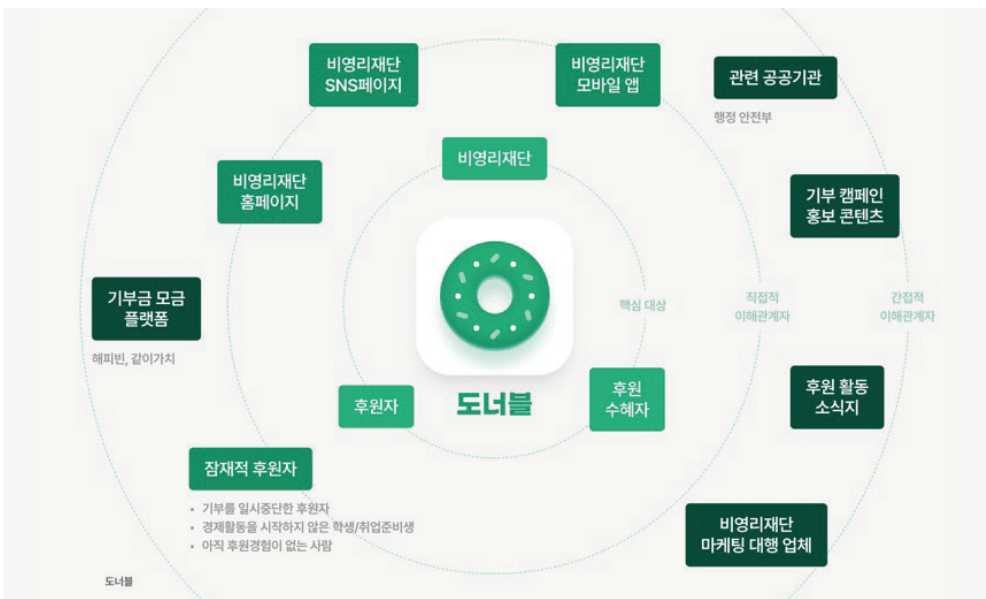 비영리재단
SNS페이지
비영리재단
모바일 앱
관련 공공기관
행정 안전부
비영리재단
비영리재단
홈페이지
기부 캠페인
홍보 콘텐츠
기부금 모금
플랫폼
해피빈, 같이가치
핵심 대상
직접적
이해관계자
간접적
이해관계자
후원자
도너블
후원
수혜자
후원 활동
소식지
잠재적 후원자
• 기부를 일시중단한 후원자
• 경제활동을 시작하지 않은 학생/취업준비생
• 아직 후원경험이 없는 사람
비영리재단
마케팅 대행 업체
도너블